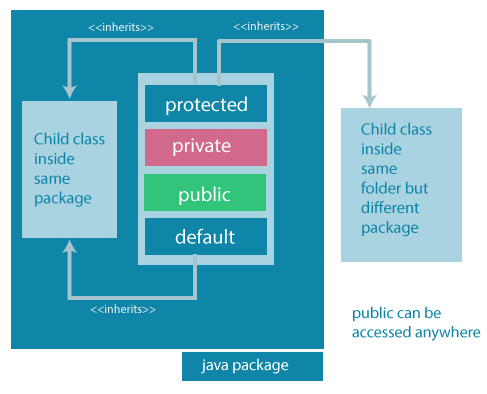 <<inherits>>
<<inherits>>
protected
private
public
default
Child class
inside
same
package
Child class
inside
same
folder but
different
package
<<inherits>>
public can be
accessed anywhere
java package